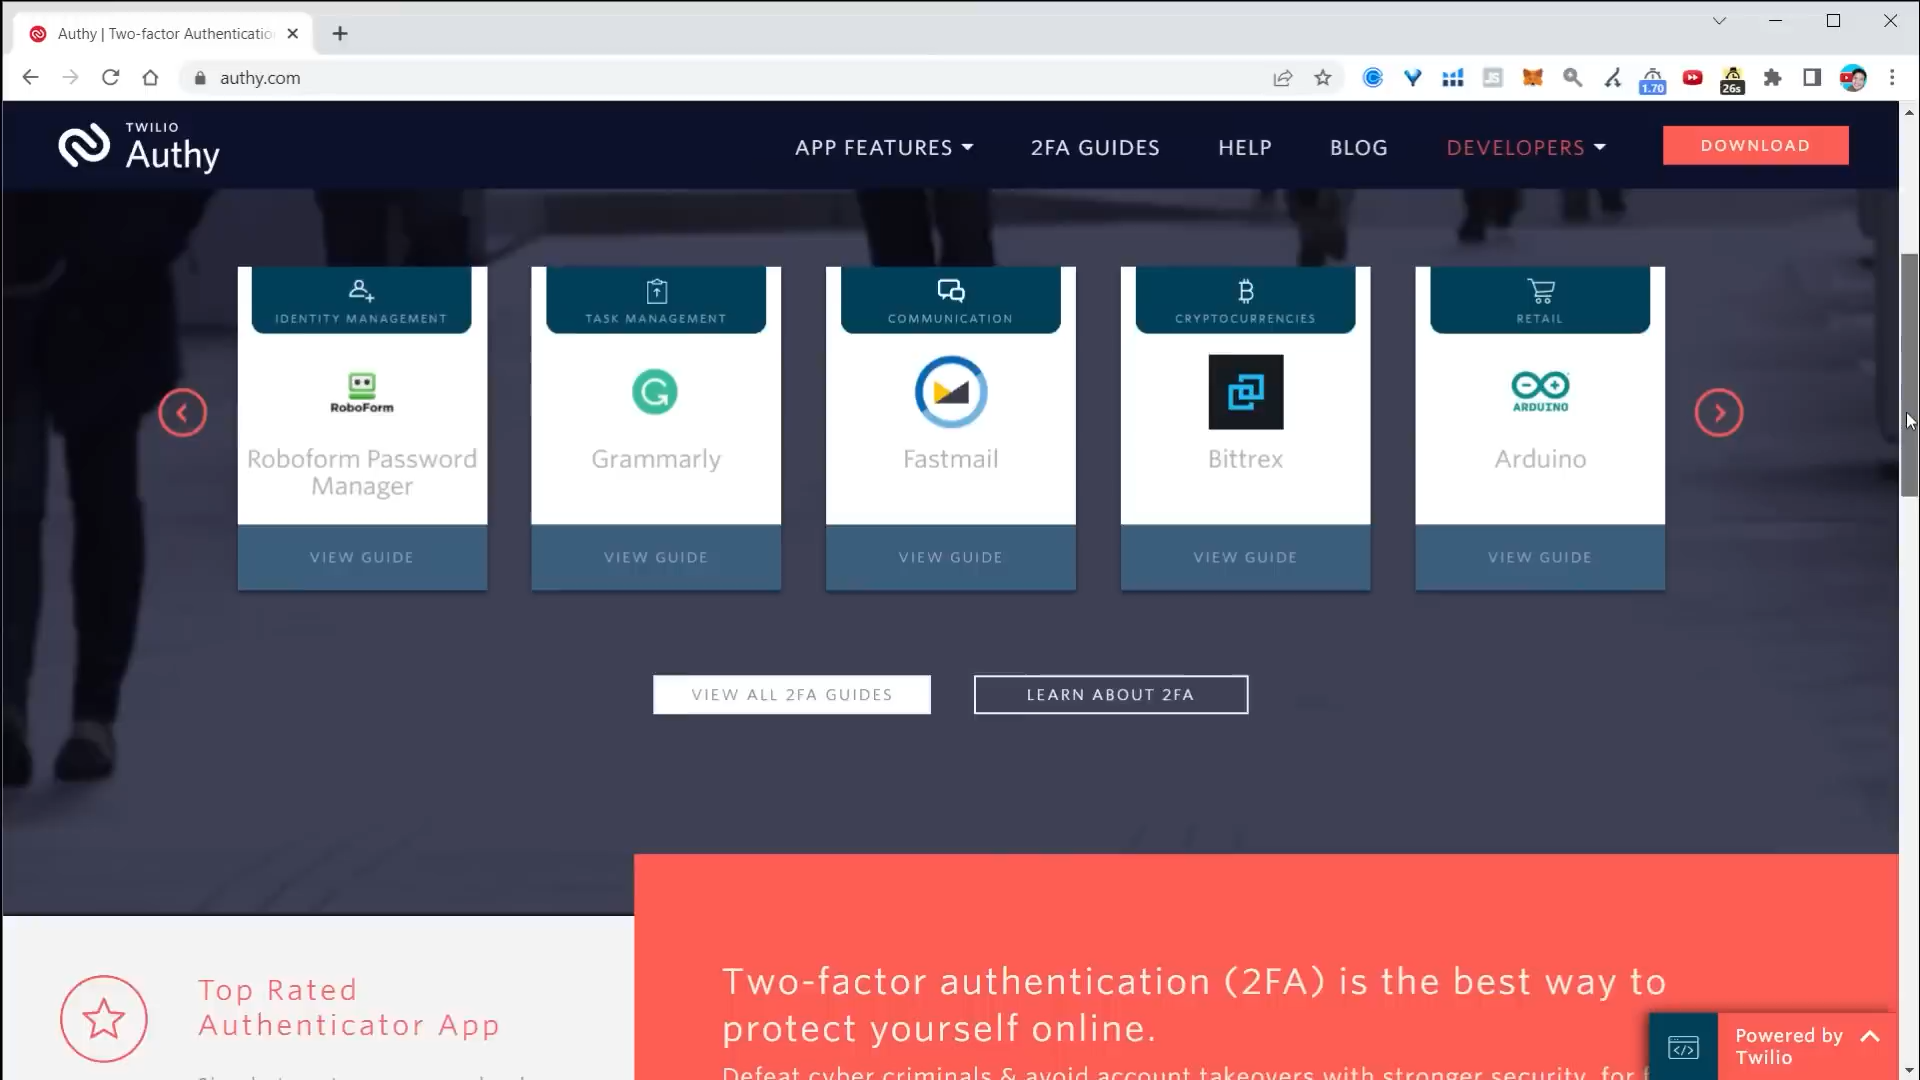 Authy | Two-factor Authenticatio
authy.com
JS
1.70
26s
TWILIO
Authy
APP FEATURES
2FA GUIDES
HELP
BLOG
DEVELOPERS
DOWNLOAD
IDENTITY MANAGEMENT
TASK MANAGEMENT
COMMUNICATION
CRYPTOCURRENCIES
RETAIL
RoboForm
ARDUINO
Roboform Password
Manager
Grammarly
Fastmail
Bittrex
Arduino
VIEW GUIDE
VIEW GUIDE
VIEW GUIDE
VIEW GUIDE
VIEW GUIDE
VIEW ALL 2FA GUIDES
LEARN ABOUT 2FA
Top Rated
Authenticator App
Two-factor authentication (2FA) is the best way to
protect yourself online.
Defeat cyber criminals & avoid account takeovers with stronger security, for
Powered by
Twilio